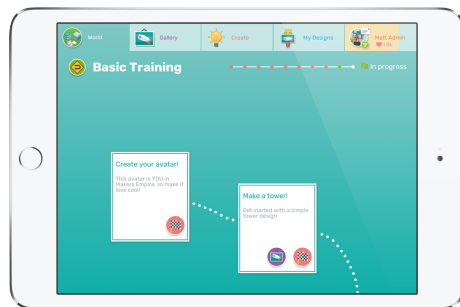 World
Gallery
Create
My Designs
Matt Admin
Basic Training
In progress
Create your avatar!
This avatar is YOU in
Makers Empire, so make it
look cool!
Make a tower!
Get started with a simple
tower design